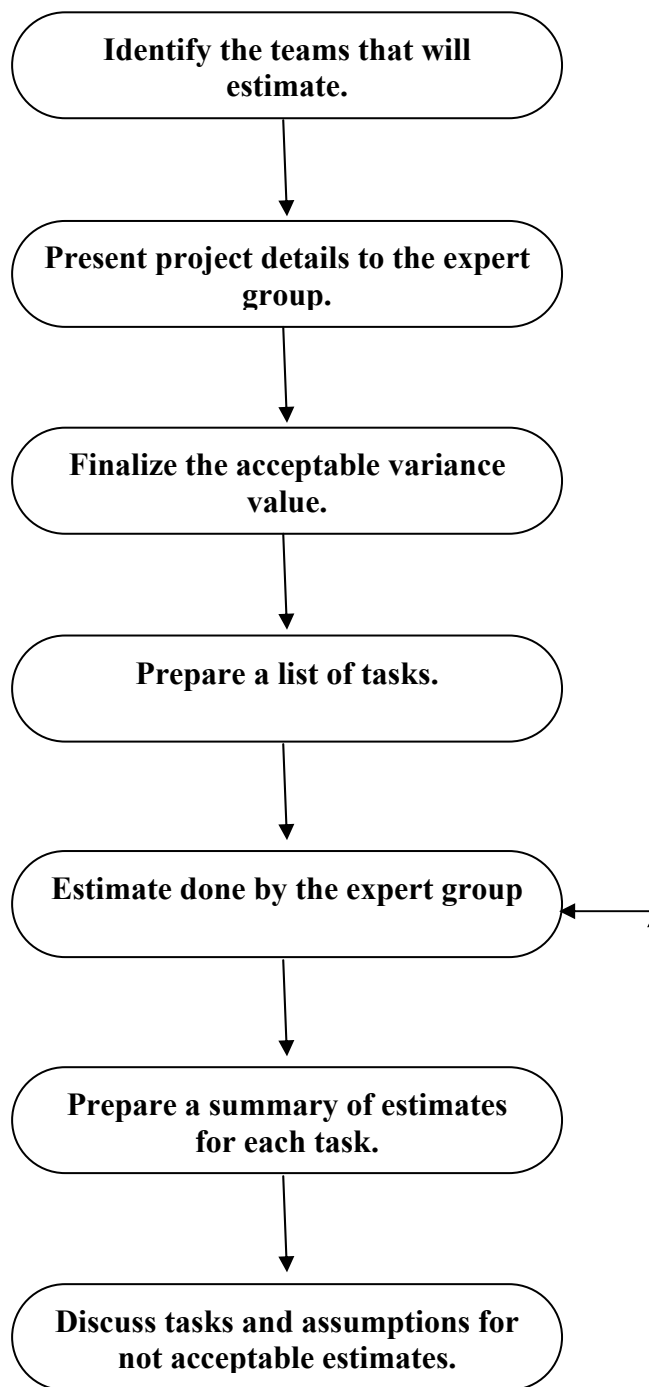 Identify the teams that will
estimate.
Present project details to the expert
group.
Finalize the acceptable variance
value.
Prepare a list of tasks.
Estimate done by the expert group
Prepare a summary of estimates
for each task.
Discuss tasks and assumptions for
not acceptable estimates.